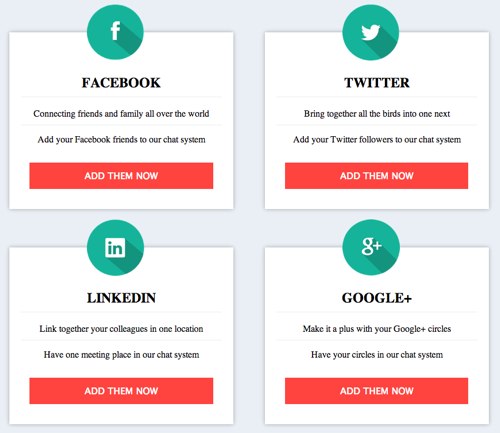 f
FACEBOOK
Connecting friends and family all over the world
Add your Facebook friends to our chat system
ADD THEM NOW
TWITTER
Bring together all the birds into one next
Add your Twitter followers to our chat system
ADD THEM NOW
in
LINKEDIN
Link together your colleagues in one location
Have one meeting place in our chat system
ADD THEM NOW
g+
GOOGLE+
Make it a plus with your Google+ circles
Have your circles in our chat system
ADD THEM NOW